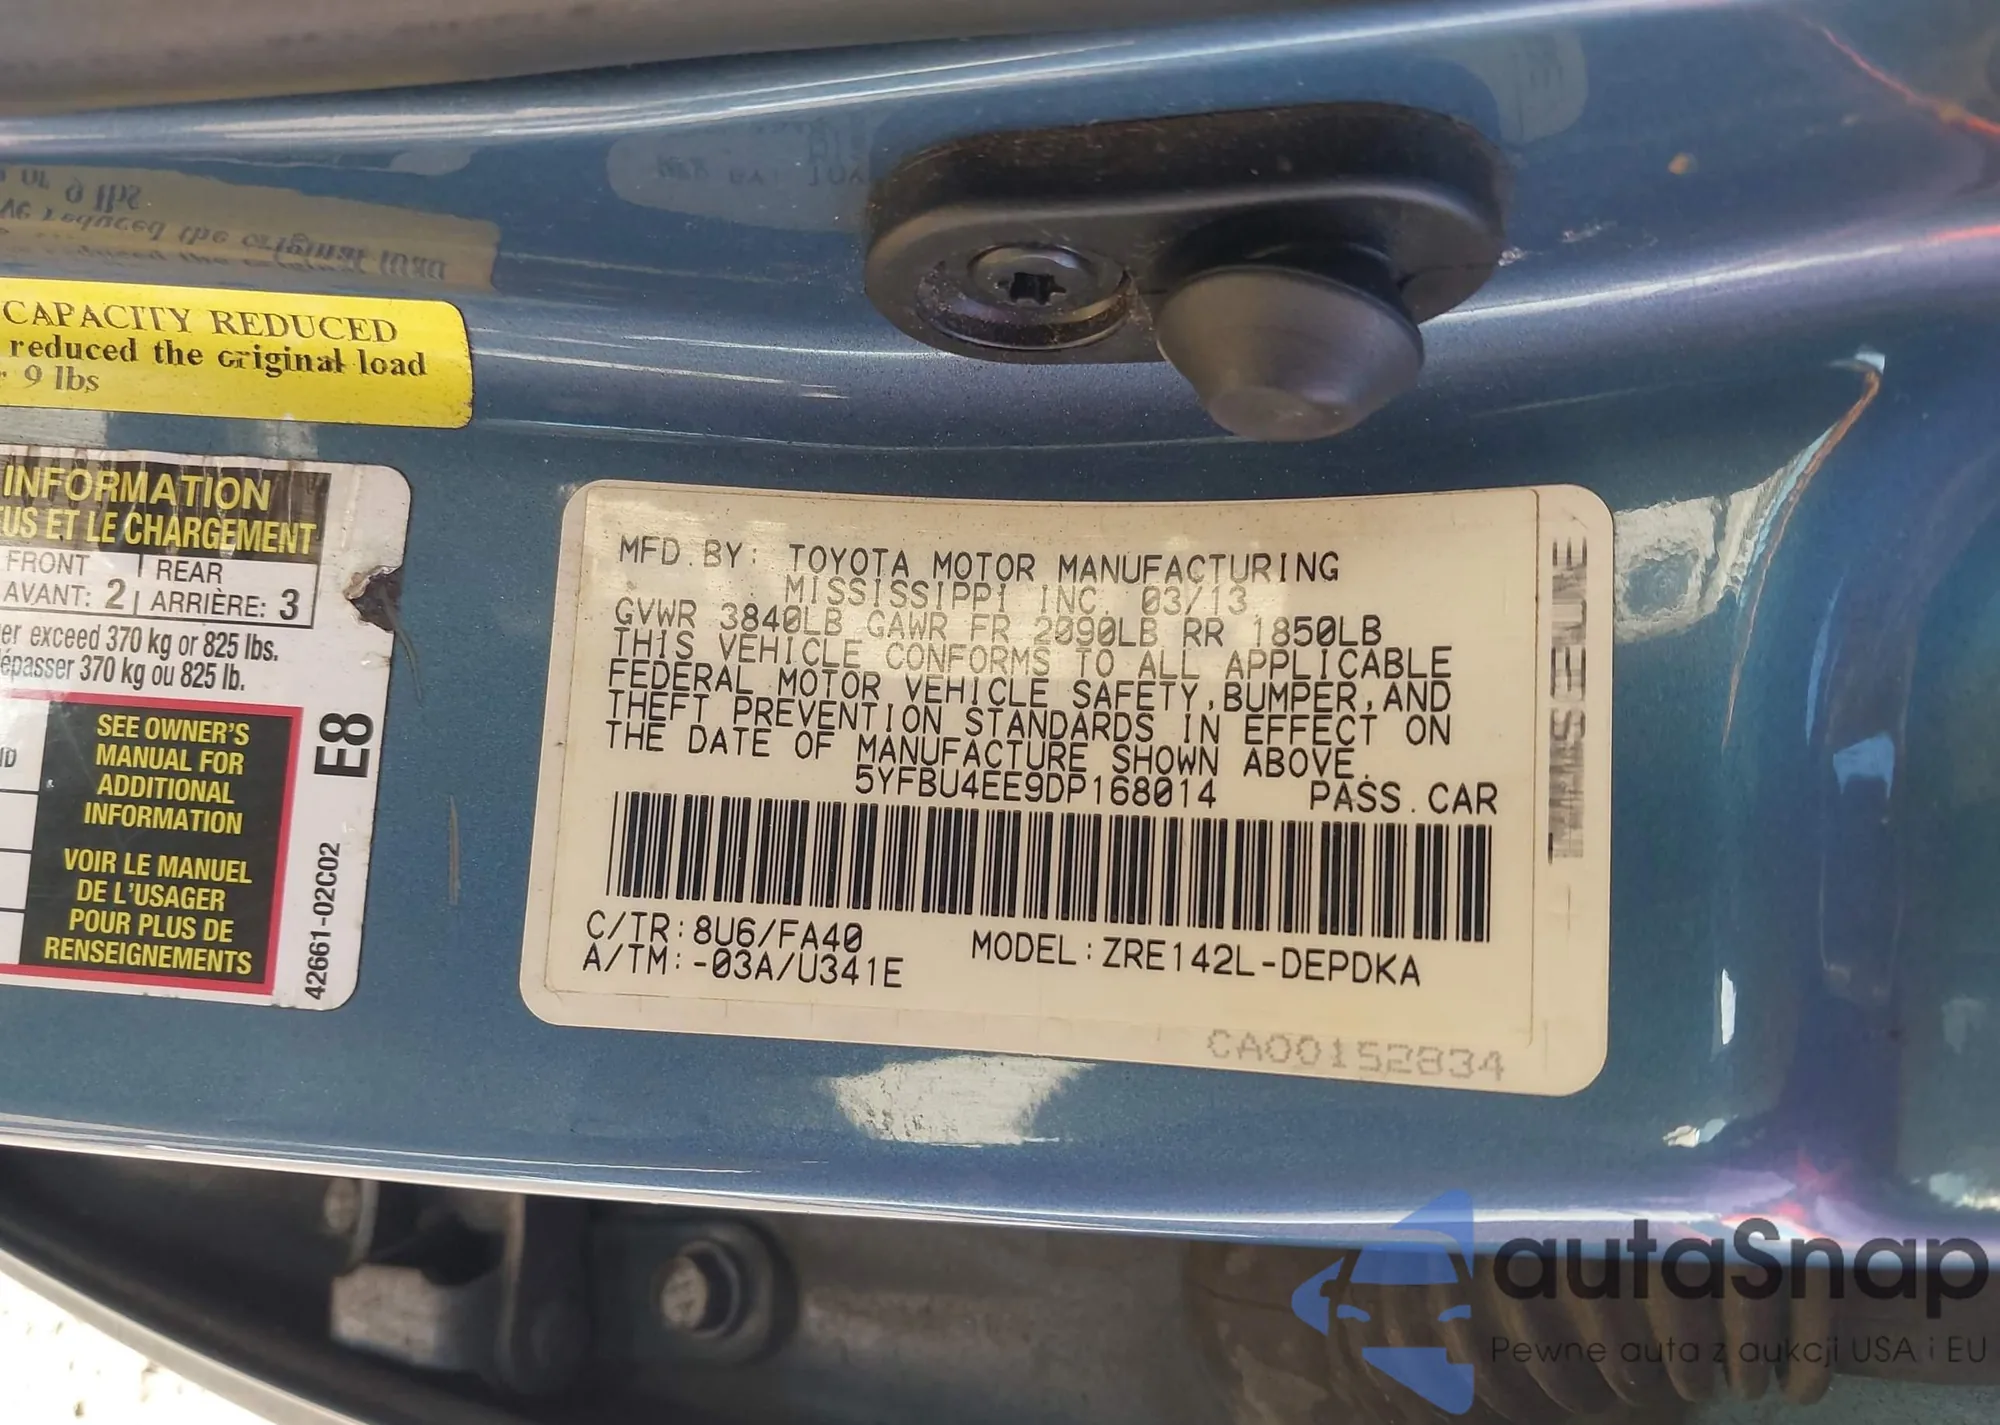 CAPACITY REDUCED
reduced the original load
9 lbs
INFORMATION
ET LE CHARGEMENT
FRONT REAR
AVANT: 2 ARRIÈRE: 3
exceed 370 kg or 825 lbs.
dépasser 370 kg ou 825 lb.
SEE OWNER'S
MANUAL FOR
ADDITIONAL
INFORMATION
VOIR LE MANUEL
DE L'USAGER
POUR PLUS DE
RENSEIGNEMENTS
E8
42661-02C02
MFD.BY: TOYOTA MOTOR MANUFACTURING
MISSISSIPPI INC. 03/13
GVWR 3840LB GAWR FR 2090LB RR 1850LB
THIS VEHICLE CONFORMS TO ALL APPLICABLE
FEDERAL MOTOR VEHICLE SAFETY,BUMPER,AND
THEFT PREVENTION STANDARDS IN EFFECT ON
THE DATE OF MANUFACTURE SHOWN ABOVE.
5YFBU4EE9DP168014 PASS.CAR
C/TR:8U6/FA40
A/TM:-03A/U341E
MODEL:ZRE142L-DEPDKA
CA00152834
autaSnap
Pewne auta z aukcji USA i EU